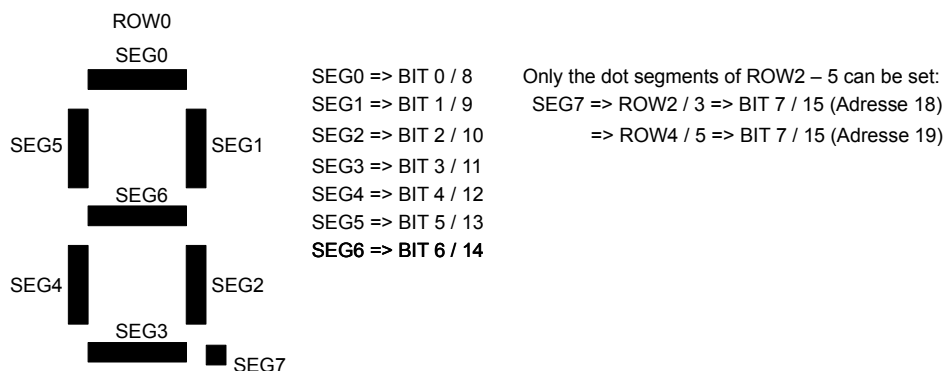 ROW0
SEG0
SEG5
SEG1
SEG6
SEG4
SEG2
SEG3
SEG7
SEG0 => BIT 0 / 8
SEG1 => BIT 1 / 9
SEG2 => BIT 2 / 10
SEG3 => BIT 3 / 11
SEG4 => BIT 4 / 12
SEG5 => BIT 5 / 13
SEG6 => BIT 6 / 14
Only the dot segments of ROW2 – 5 can be set:
SEG7 => ROW2 / 3 => BIT 7 / 15 (Adresse 18)
=> ROW4 / 5 => BIT 7 / 15 (Adresse 19)